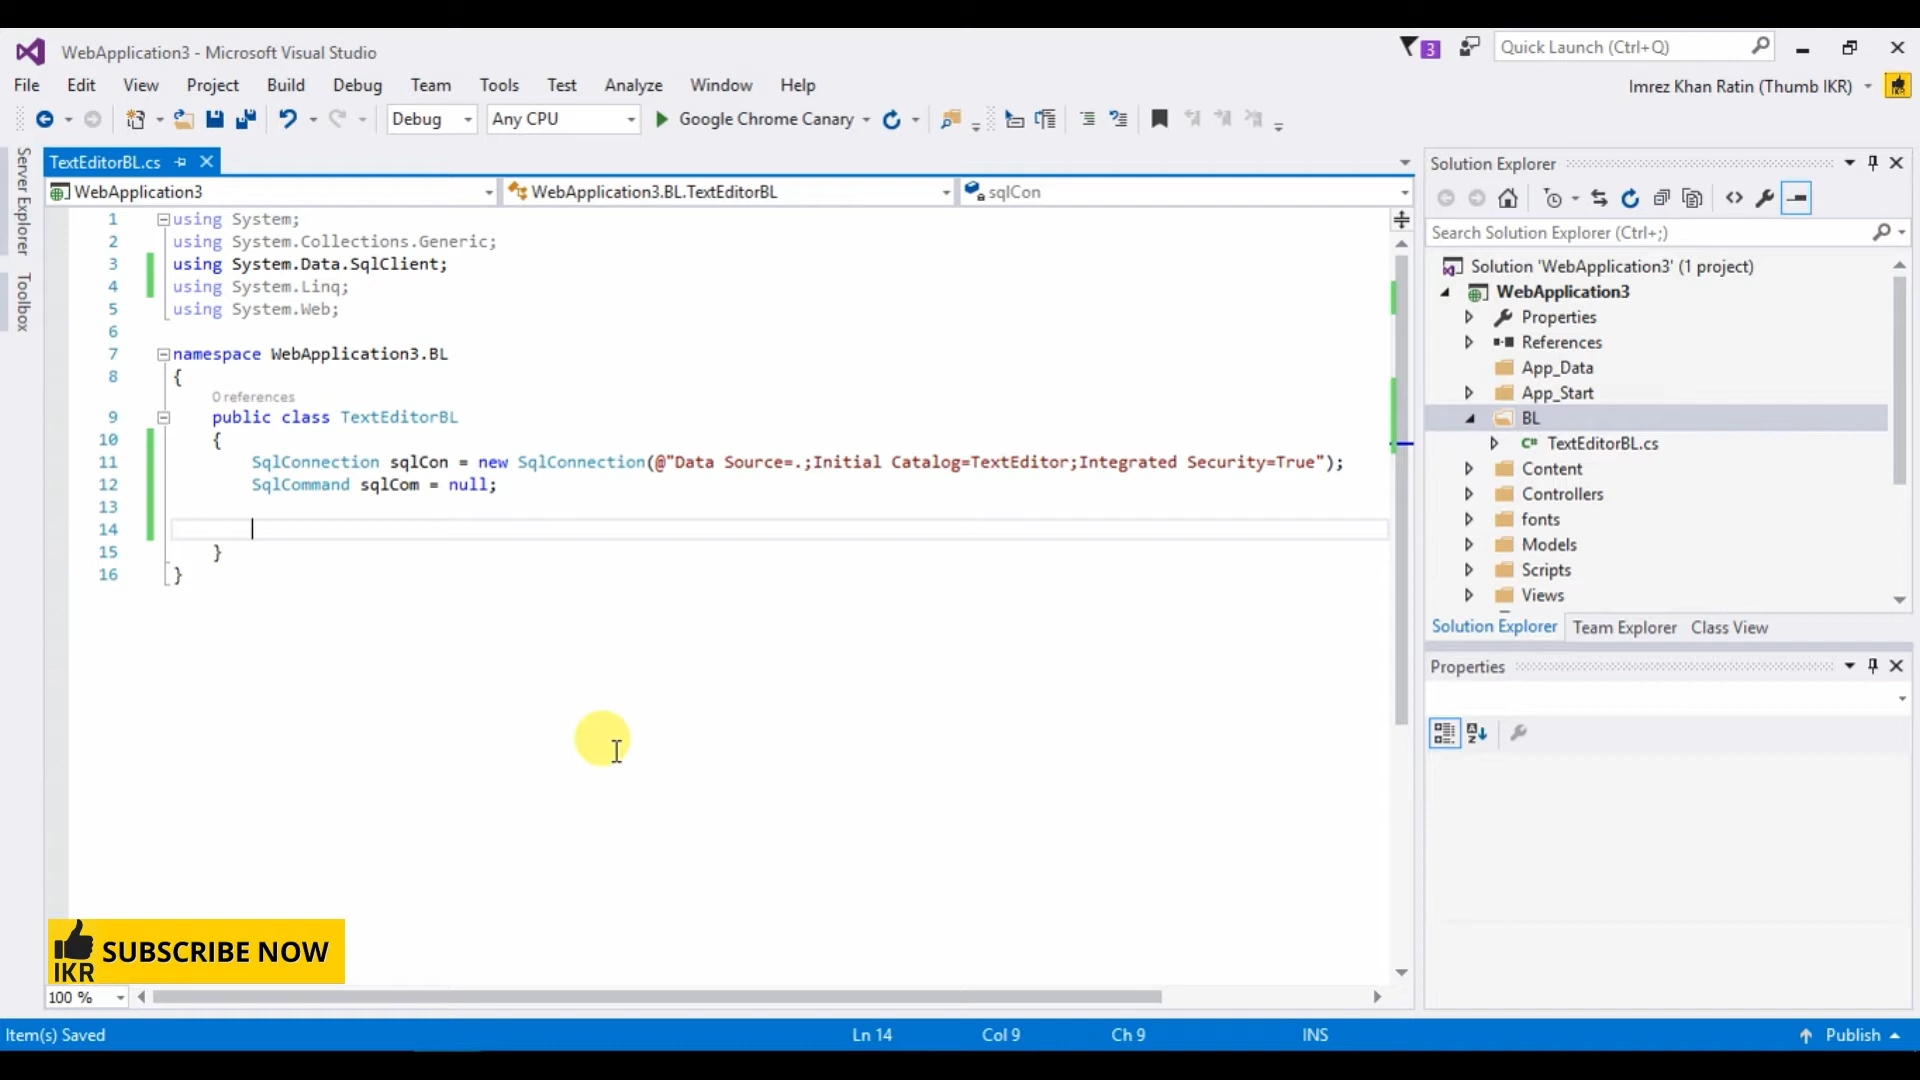 WebApplication3 - Microsoft Visual Studio
3
Quick Launch (Ctrl+Q)
File Edit View Project Build Debug Team Tools Test Analyze Window Help
Imrez Khan Ratin (Thumb IKR)
Debug Any CPU Google Chrome Canary
Server Explorer
Toolbox
TextEditorBL.cs
WebApplication3 WebApplication3.BL.TextEditorBL sqlCon
1 using System;
2 using System.Collections.Generic;
3 using System.Data.SqlClient;
4 using System.Linq;
5 using System.Web;
6
7 namespace WebApplication3.BL
8 {
0 references
9 public class TextEditorBL
10 {
11 SqlConnection sqlCon = new SqlConnection(@"Data Source=.;Initial Catalog=TextEditor;Integrated Security=True");
12 SqlCommand sqlCom = null;
13
14
15 }
16 }
Solution Explorer
Search Solution Explorer (Ctrl+;)
Solution 'WebApplication3' (1 project)
WebApplication3
Properties
References
App_Data
App_Start
BL
C# TextEditorBL.cs
Content
Controllers
fonts
Models
Scripts
Views
Solution Explorer Team Explorer Class View
Properties
IKR SUBSCRIBE NOW
100 %
Item(s) Saved Ln 14 Col 9 Ch 9 INS Publish